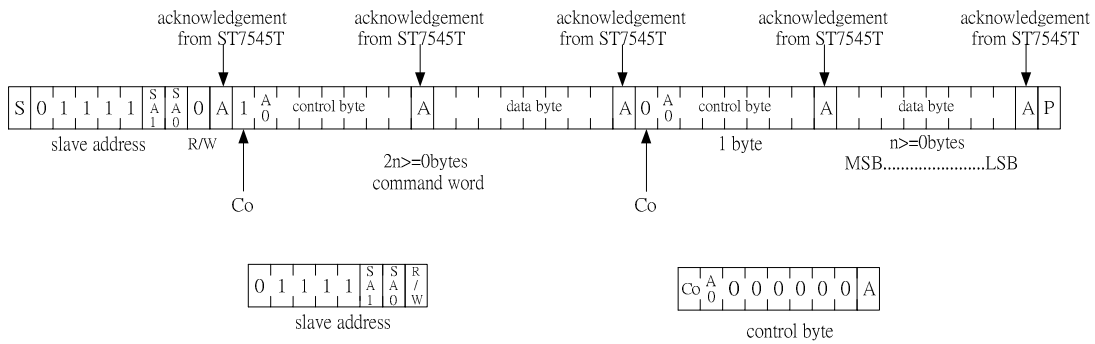 acknowledgement acknowledgement acknowledgement acknowledgement acknowledgement
from ST7545T from ST7545T from ST7545T from ST7545T from ST7545T
S 0 1 1 1 1 SA1 SA0 0 A 1 A0 control byte A data byte A 0 A0 control byte A data byte A P
slave address R/W 1 byte n>=0bytes
2n>=0bytes MSB.......................LSB
command word
Co Co
0 1 1 1 1 SA1 SA0 R/W Co A0 0 0 0 0 0 0 A
slave address control byte